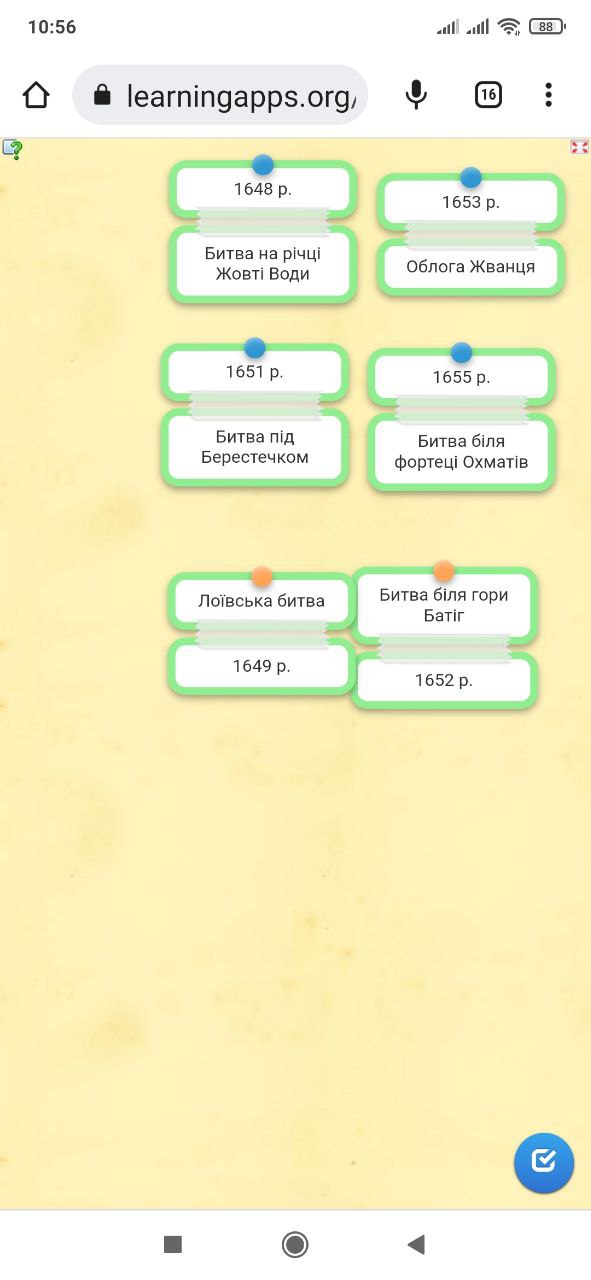 10:56
88
learningapps.org/
16
1648 р.
Битва на річці
Жовті Води
1653 р.
Облога Жванця
1651 р.
Битва під
Берестечком
1655 р.
Битва біля
фортеці Охматів
Лоївська битва
1649 р.
Битва біля гори
Батіг
1652 р.